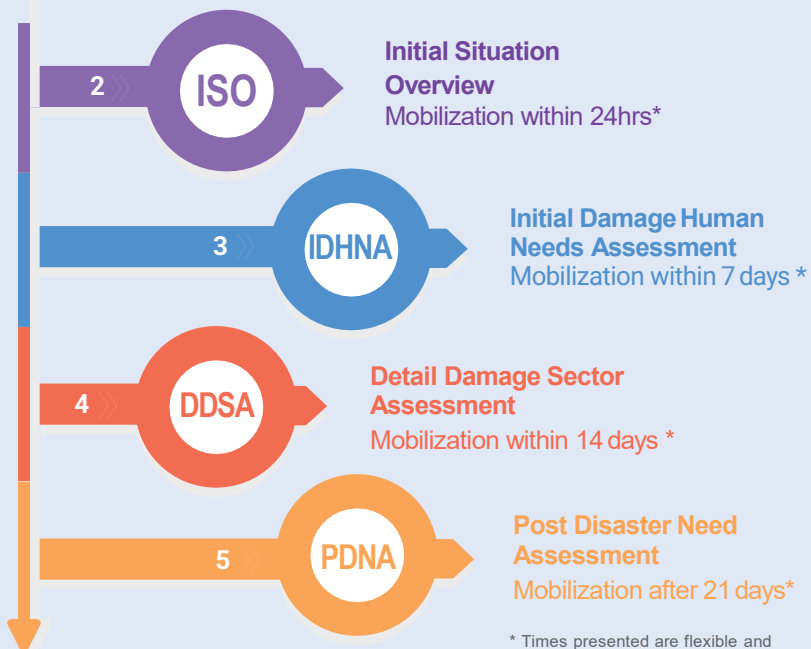 2
ISO
Initial Situation
Overview
Mobilization within 24hrs*
3
IDHNA
Initial Damage Human
Needs Assessment
Mobilization within 7 days *
4
DDSA
Detail Damage Sector
Assessment
Mobilization within 14 days *
5
PDNA
Post Disaster Need
Assessment
Mobilization after 21 days*
* Times presented are flexible and